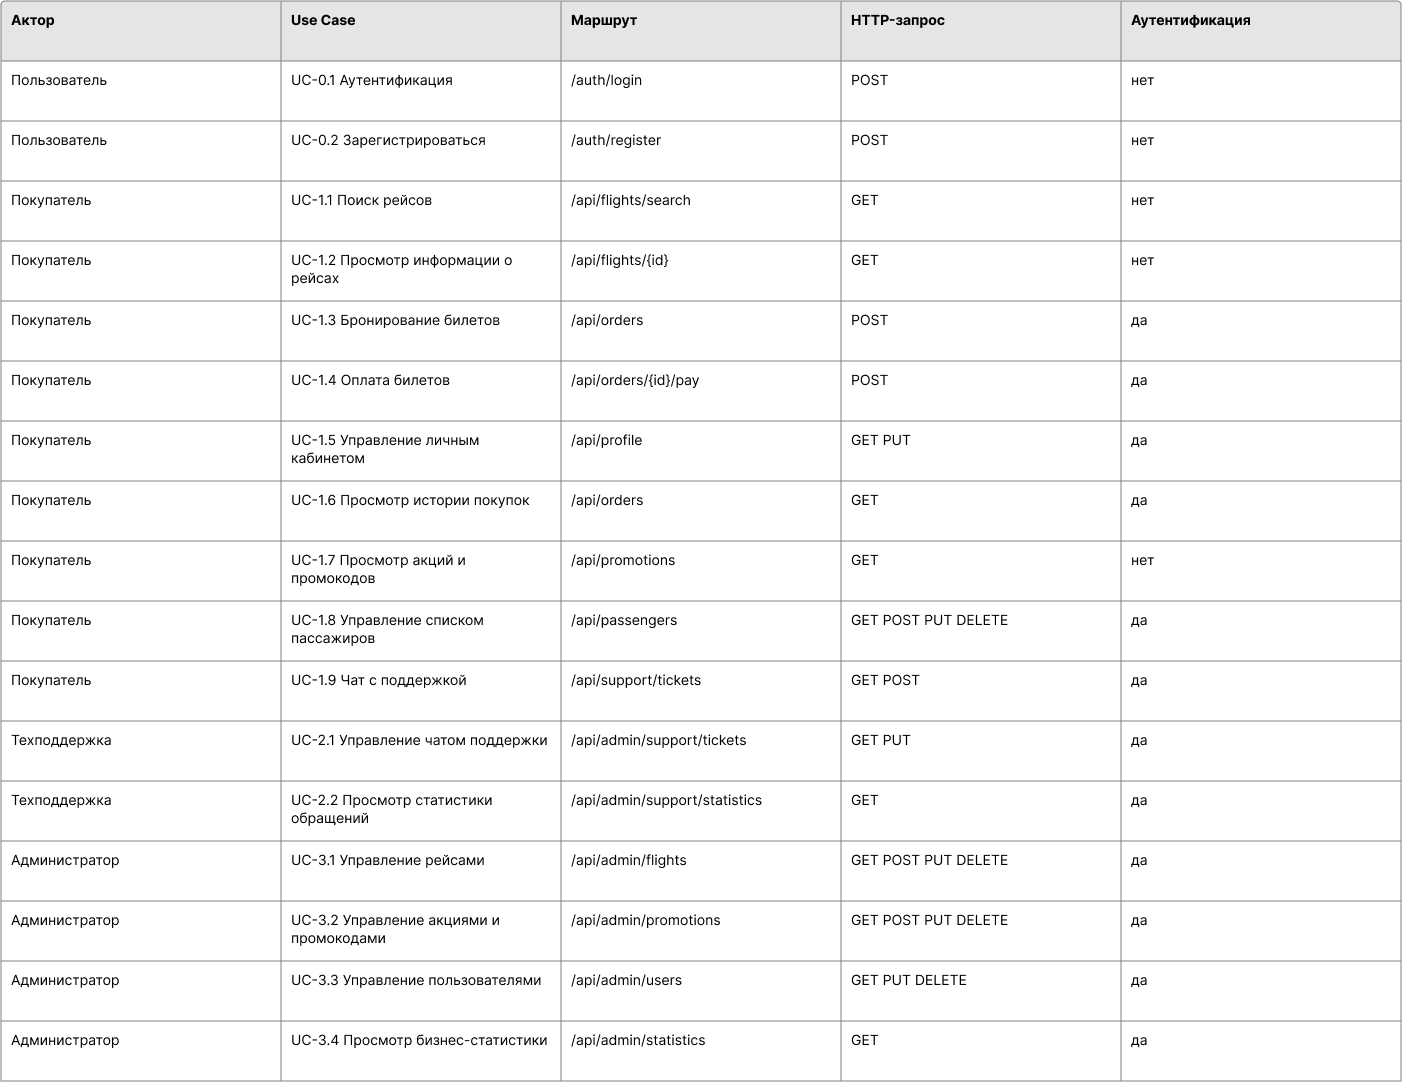 Актор Use Case Маршрут HTTP-запрос Аутентификация
Пользователь UC-0.1 Аутентификация /auth/login POST нет
Пользователь UC-0.2 Зарегистрироваться /auth/register POST нет
Покупатель UC-1.1 Поиск рейсов /api/flights/search GET нет
Покупатель UC-1.2 Просмотр информации о /api/flights/{id} GET нет
рейсах
Покупатель UC-1.3 Бронирование билетов /api/orders POST да
Покупатель UC-1.4 Оплата билетов /api/orders/{id}/pay POST да
Покупатель UC-1.5 Управление личным /api/profile GET PUT да
кабинетом
Покупатель UC-1.6 Просмотр истории покупок /api/orders GET да
Покупатель UC-1.7 Просмотр акций и /api/promotions GET нет
промокодов
Покупатель UC-1.8 Управление списком /api/passengers GET POST PUT DELETE да
пассажиров
Покупатель UC-1.9 Чат с поддержкой /api/support/tickets GET POST да
Техподдержка UC-2.1 Управление чатом поддержки /api/admin/support/tickets GET PUT да
Техподдержка UC-2.2 Просмотр статистики /api/admin/support/statistics GET да
обращений
Администратор UC-3.1 Управление рейсами /api/admin/flights GET POST PUT DELETE да
Администратор UC-3.2 Управление акциями и /api/admin/promotions GET POST PUT DELETE да
промокодами
Администратор UC-3.3 Управление пользователями /api/admin/users GET PUT DELETE да
Администратор UC-3.4 Просмотр бизнес-статистики /api/admin/statistics GET да